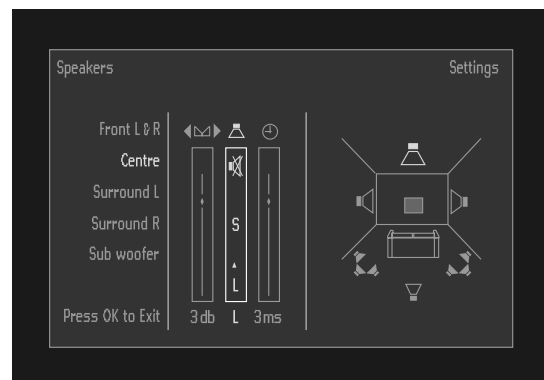 Speakers Settings
Front L & R
Centre
Surround L
Surround R
S
Sub woofer
L
Press OK to Exit 3db L 3ms